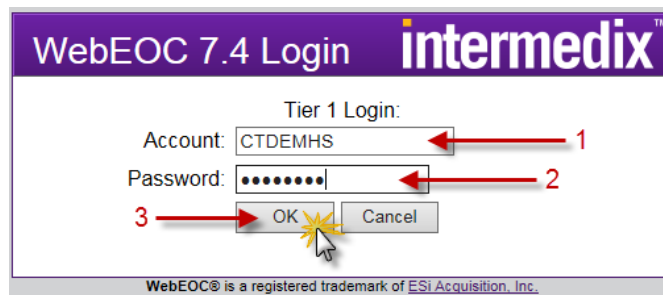 WebEOC 7.4 Login intermedix™
Tier 1 Login:
Account: CTDEMHS 1
Password: ●●●●●●●● 2
3 OK Cancel
WebEOC® is a registered trademark of ESi Acquisition, Inc.